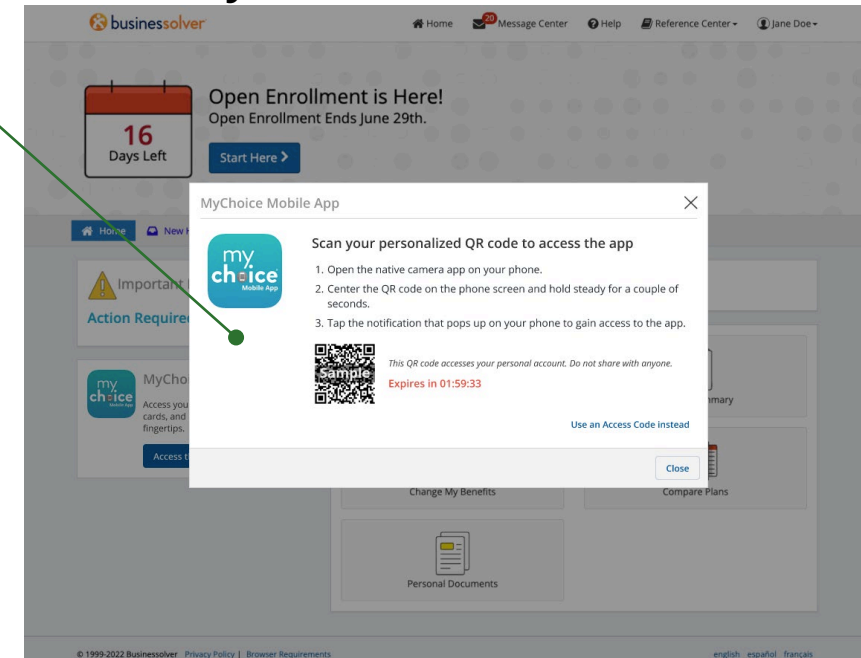 businessolver
Home
20
Message Center
Help
Reference Center
Jane Doe
16
Days Left
Open Enrollment is Here!
Open Enrollment Ends June 29th.
Start Here
Home
New
Important
Action Require
MyChoice Mobile App
my
choice
Mobile App
Scan your personalized QR code to access the app
1. Open the native camera app on your phone.
2. Center the QR code on the phone screen and hold steady for a couple of
seconds.
3. Tap the notification that pops up on your phone to gain access to the app.
Sample
This QR code accesses your personal account. Do not share with anyone.
Expires in 01:59:33
Use an Access Code instead
Close
my
choice
Mobile App
MyCho
Access you
cards, and
fingertips.
Access t
mmary
Change My Benefits
Compare Plans
Personal Documents
© 1999-2022 Businessolver Privacy Policy | Browser Requirements
english español français